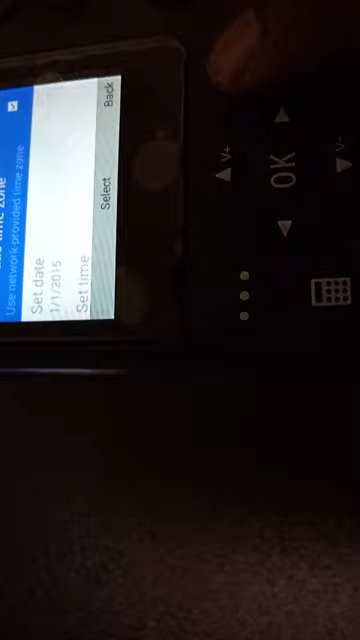 Use network-provided time zone
Set date
1/1/2015
Set time
Select
Back
V+
OK
V-